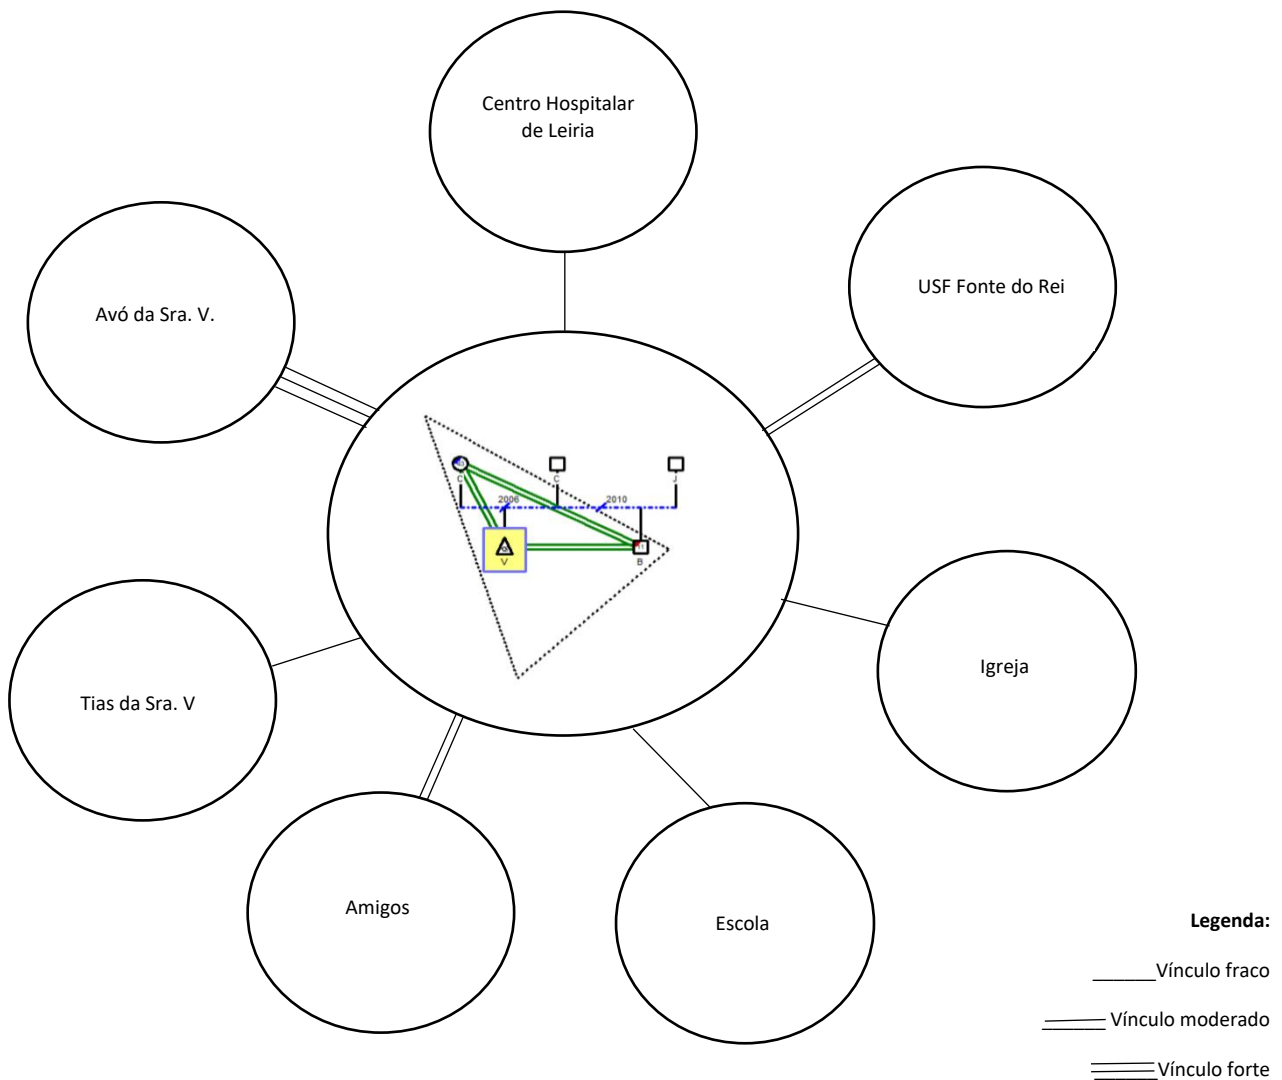 Centro Hospitalar
de Leiria
USF Fonte do Rei
Avó da Sra. V.
C
C
J
2006
2010
V
B
Igreja
Tias da Sra. V
Amigos
Escola
Legenda:
Vínculo fraco
Vínculo moderado
Vínculo forte